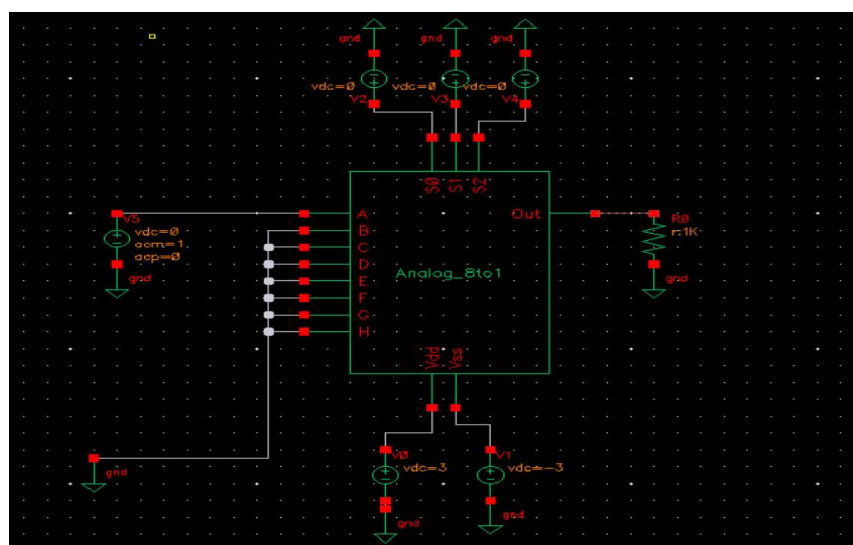 gnd gnd gnd
vdc=0 vdc=0 vdc=0
V2 V3 V4
S0 S1 S2
V5
vdc=0
acm=1
acp=0
gnd
A
B
C
D
E
F
G
H
Analog_8to1
Out
R0
r:1K
gnd
Vdd Vss
gnd
V0
vdc=3
gnd
V1
vdc=-3
gnd